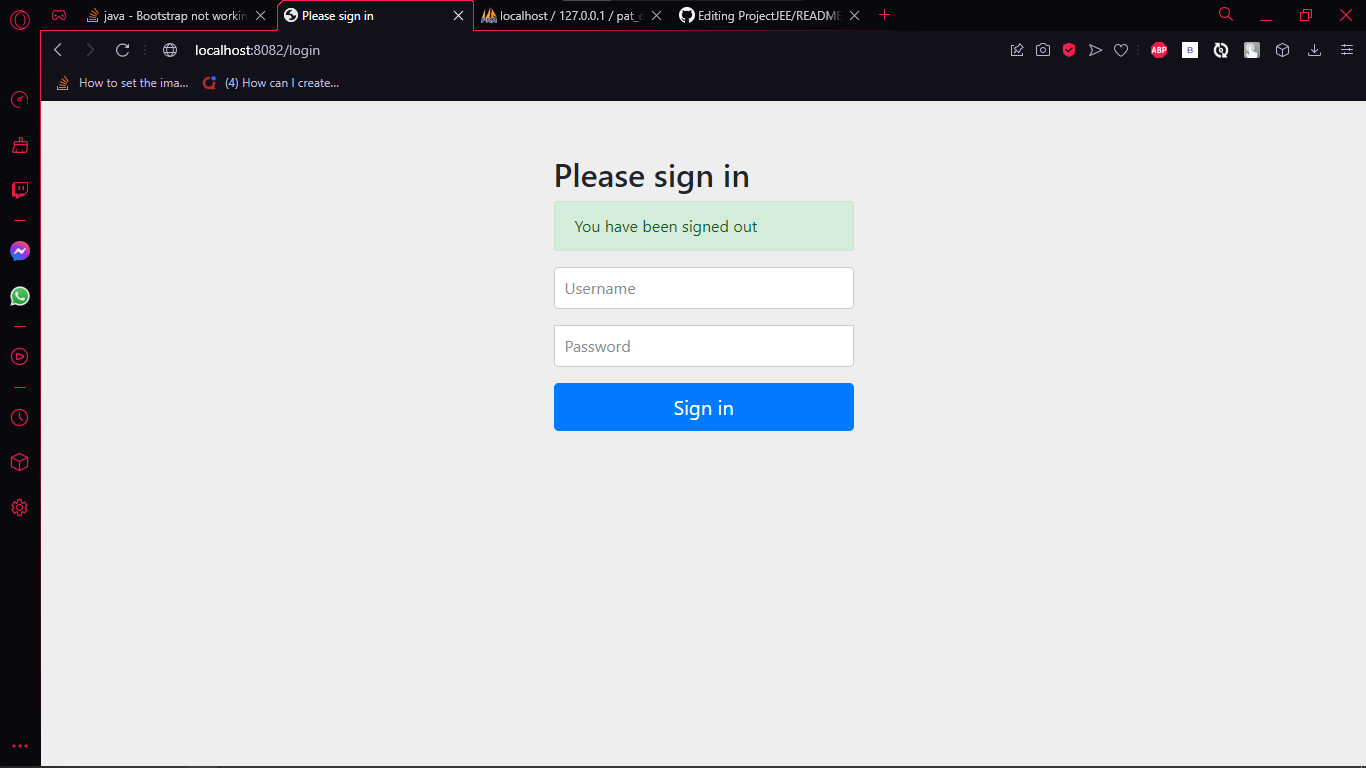 java - Bootstrap not workin
Please sign in
localhost / 127.0.0.1 / pat_
Editing ProjectJEE/README
localhost:8082/login
ABP
B
How to set the ima...
(4) How can I create...
Please sign in
You have been signed out
Username
Password
Sign in